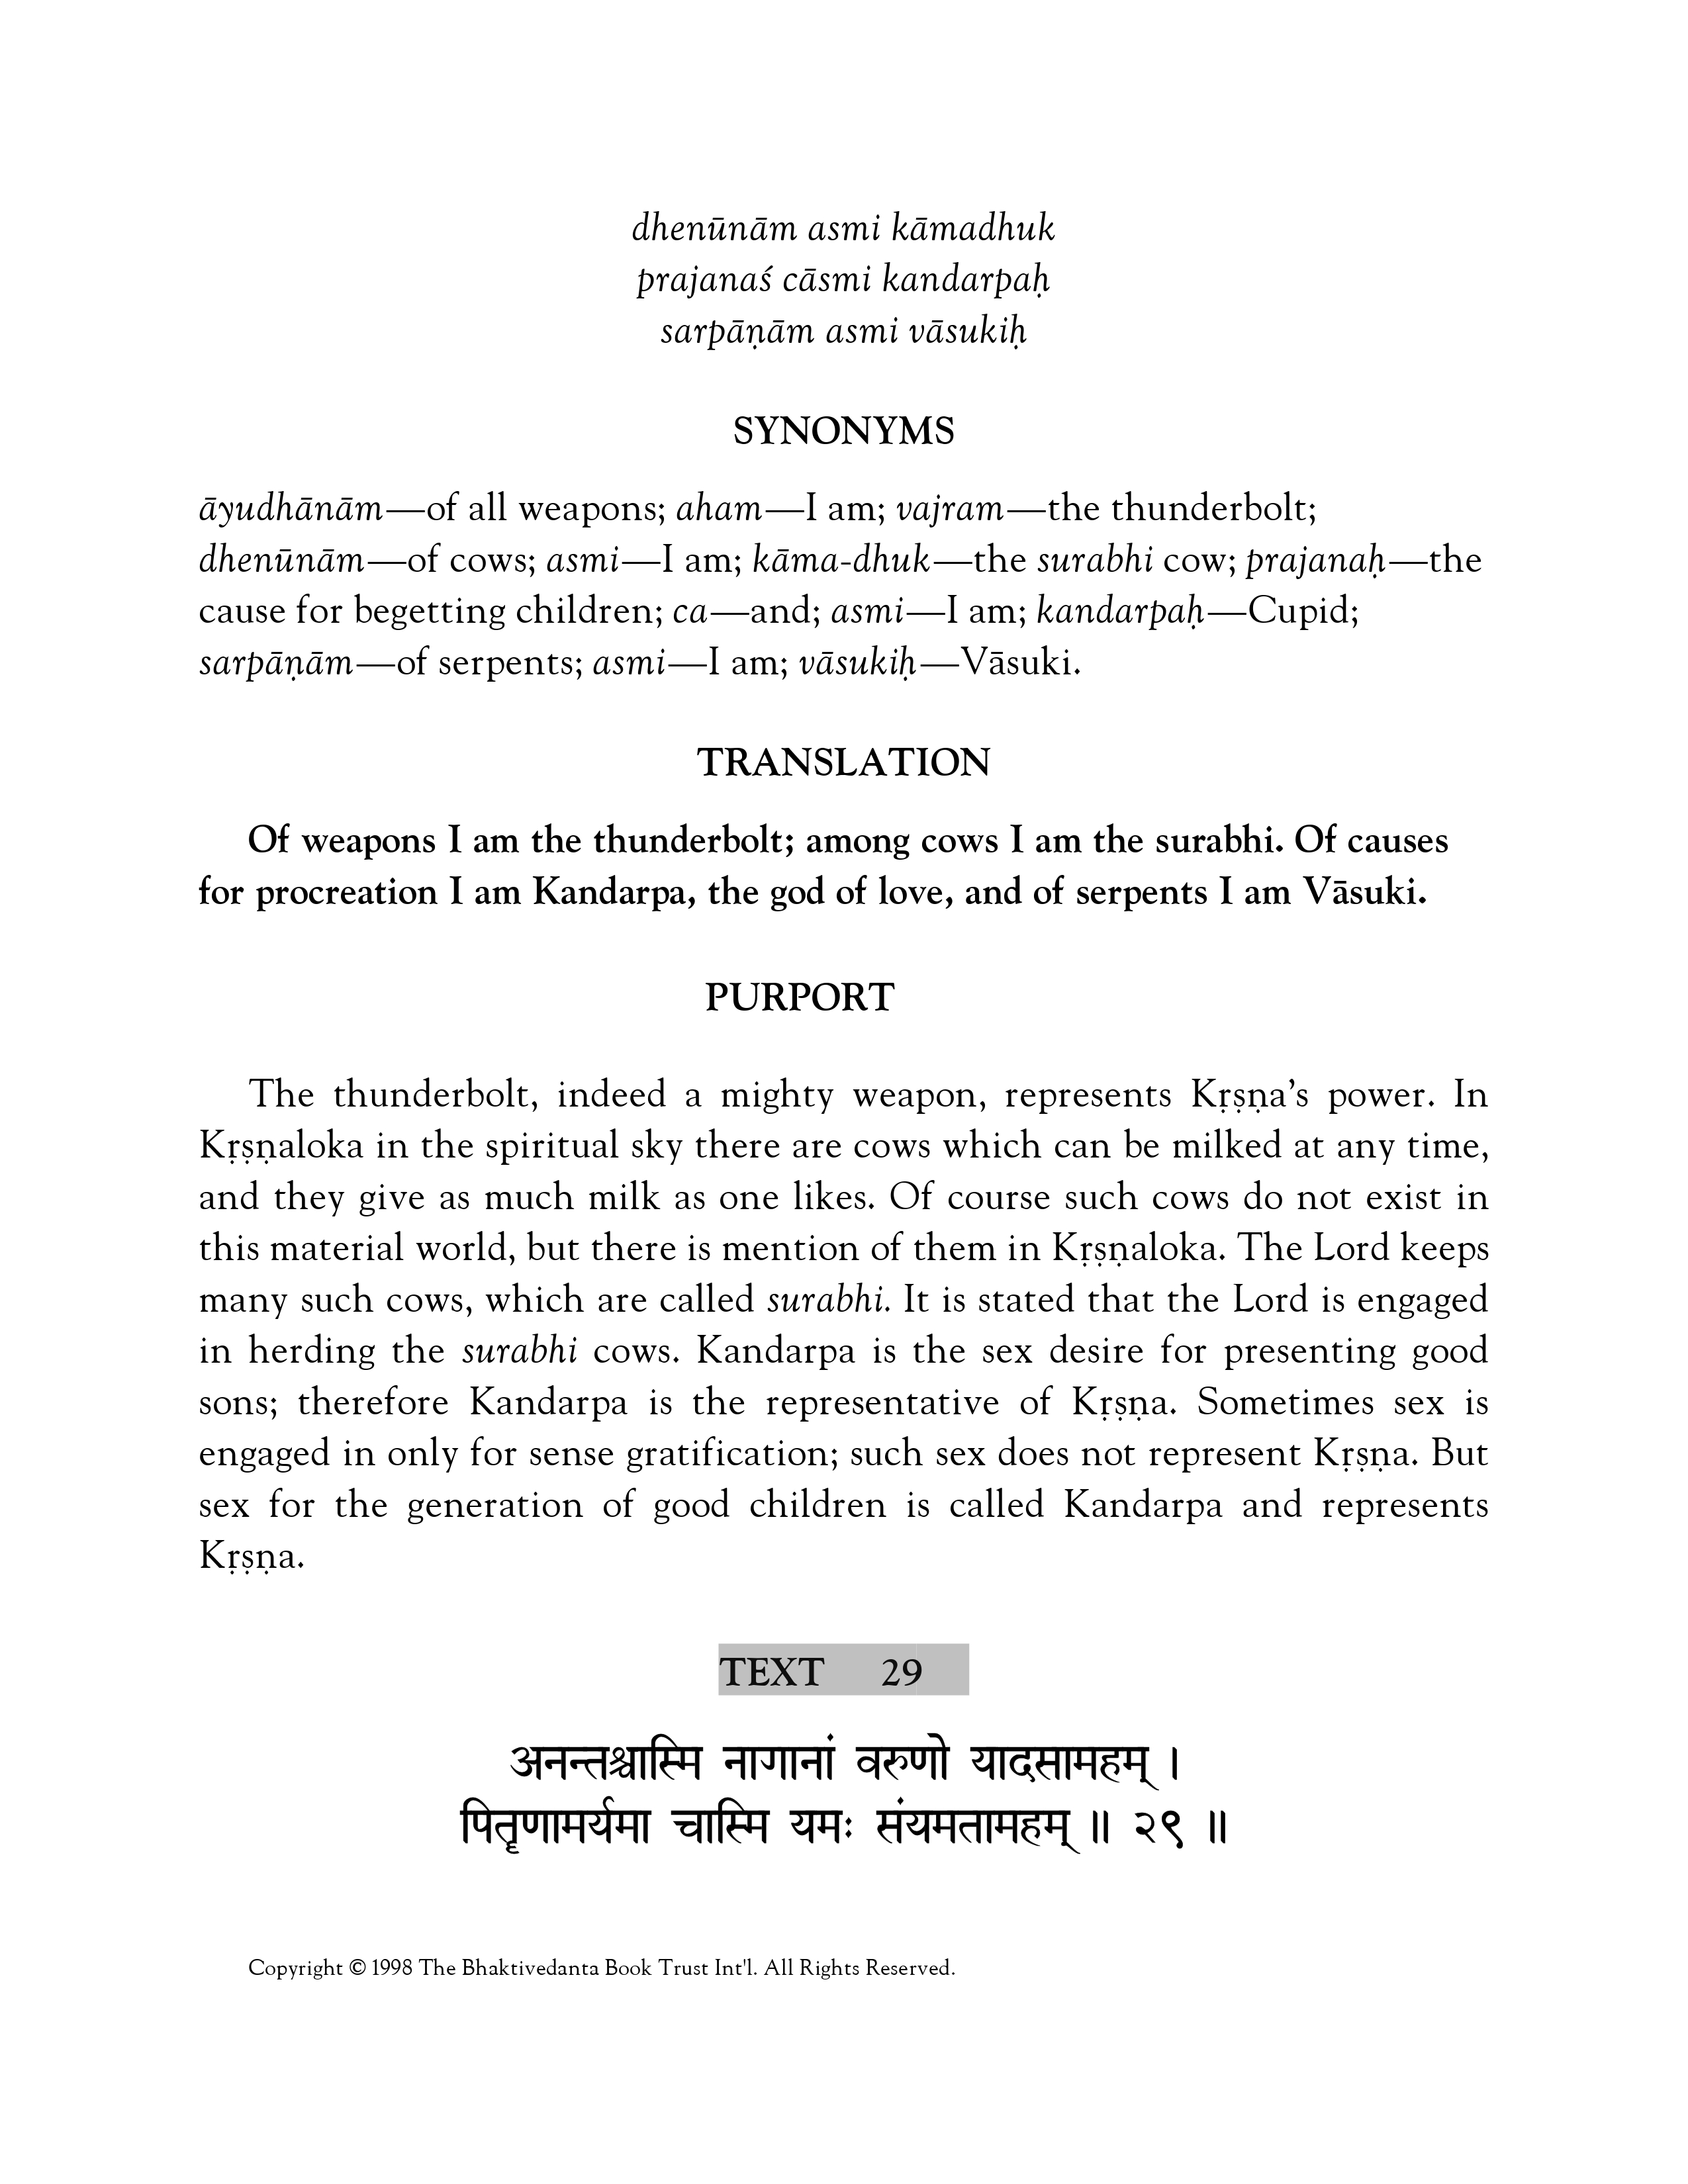 dhenūnām asmi kāmadhuk
prajanaś cāsmi kandarpaḥ
sarpāṇām asmi vāsukiḥ
SYNONYMS
āyudhānām—of all weapons; aham—I am; vajram—the thunderbolt;
dhenūnām—of cows; asmi—I am; kāma-dhuk—the surabhi cow; prajanaḥ—the
cause for begetting children; ca—and; asmi—I am; kandarpaḥ—Cupid;
sarpāṇām—of serpents; asmi—I am; vāsukiḥ—Vāsuki.
TRANSLATION
Of weapons I am the thunderbolt; among cows I am the surabhi. Of causes
for procreation I am Kandarpa, the god of love, and of serpents I am Vāsuki.
PURPORT
The thunderbolt, indeed a mighty weapon, represents Kṛṣṇa’s power. In
Kṛṣṇaloka in the spiritual sky there are cows which can be milked at any time,
and they give as much milk as one likes. Of course such cows do not exist in
this material world, but there is mention of them in Kṛṣṇaloka. The Lord keeps
many such cows, which are called surabhi. It is stated that the Lord is engaged
in herding the surabhi cows. Kandarpa is the sex desire for presenting good
sons; therefore Kandarpa is the representative of Kṛṣṇa. Sometimes sex is
engaged in only for sense gratification; such sex does not represent Kṛṣṇa. But
sex for the generation of good children is called Kandarpa and represents
Kṛṣṇa.
TEXT 29
अनन्तश्चास्मि नागानां वरुणो यादसामहम् ।
पितॄणामर्यमा चास्मि यमः संयमतामहम् ॥ २९ ॥
Copyright © 1998 The Bhaktivedanta Book Trust Int'l. All Rights Reserved.